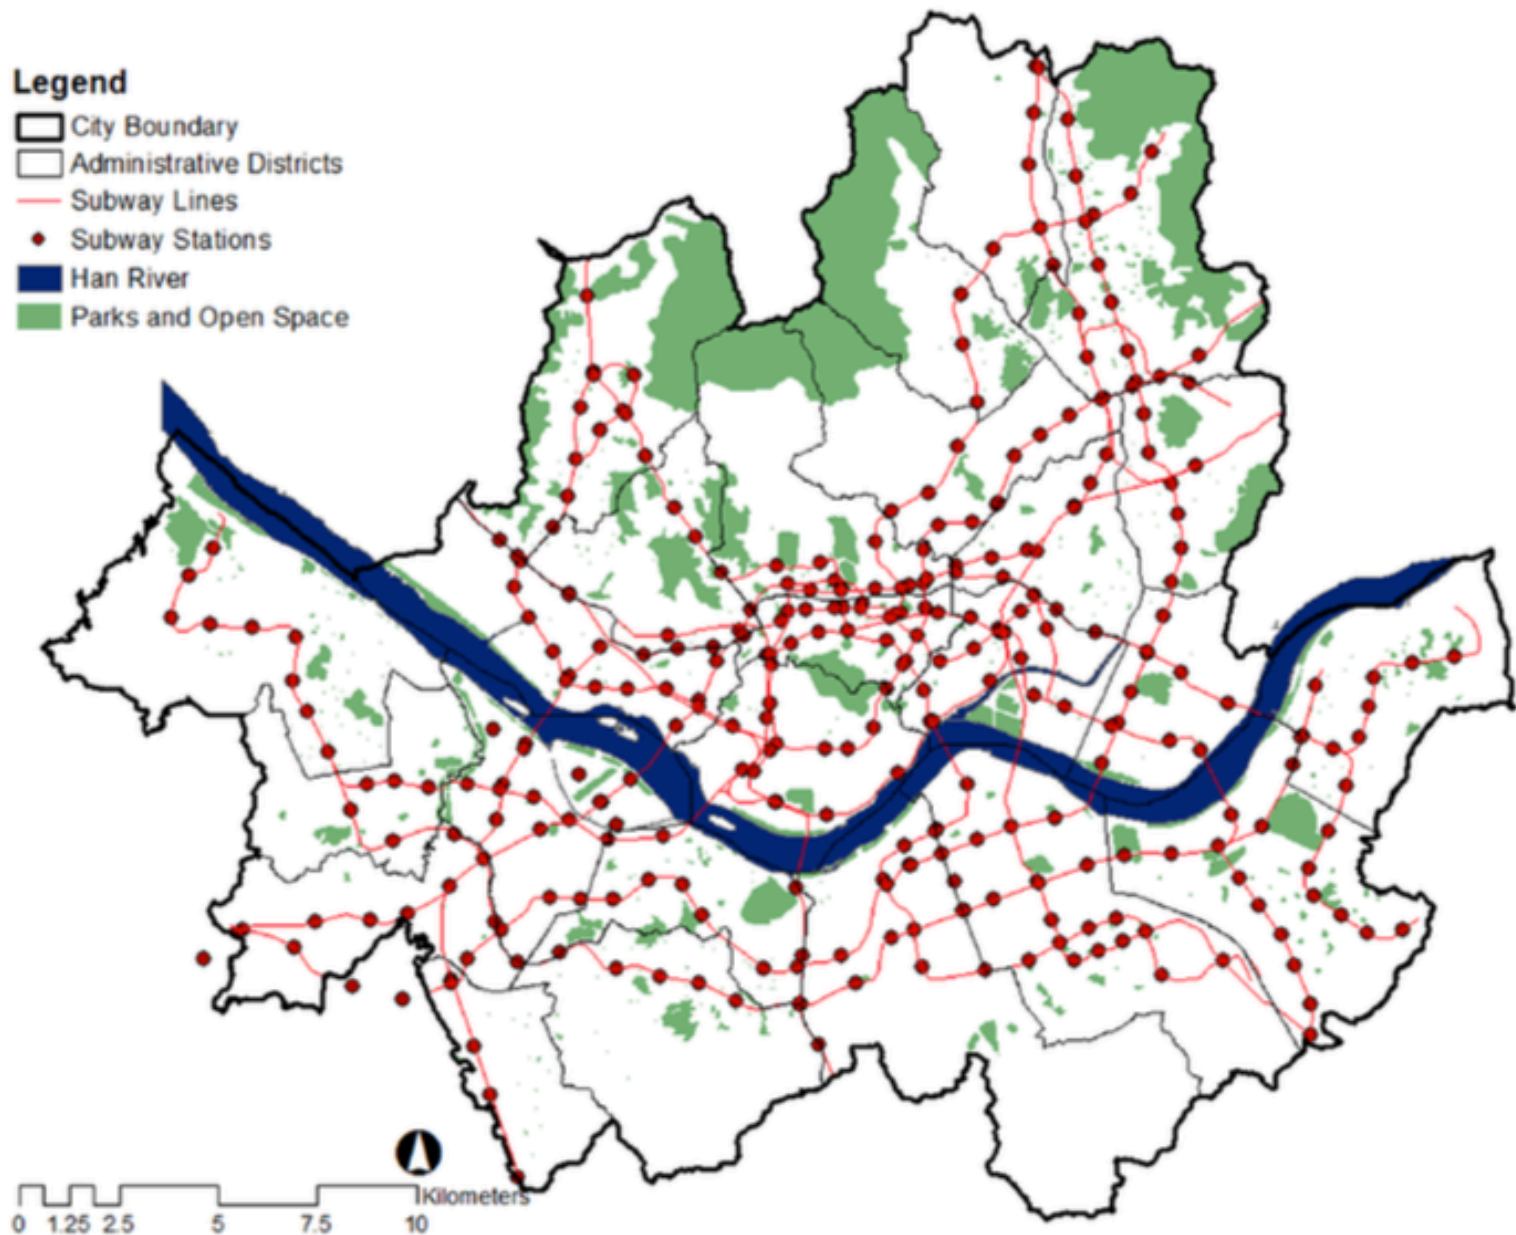 Legend
City Boundary
Administrative Districts
Subway Lines
Subway Stations
Han River
Parks and Open Space
Kilometers
0 1.25 2.5 5 7.5 10